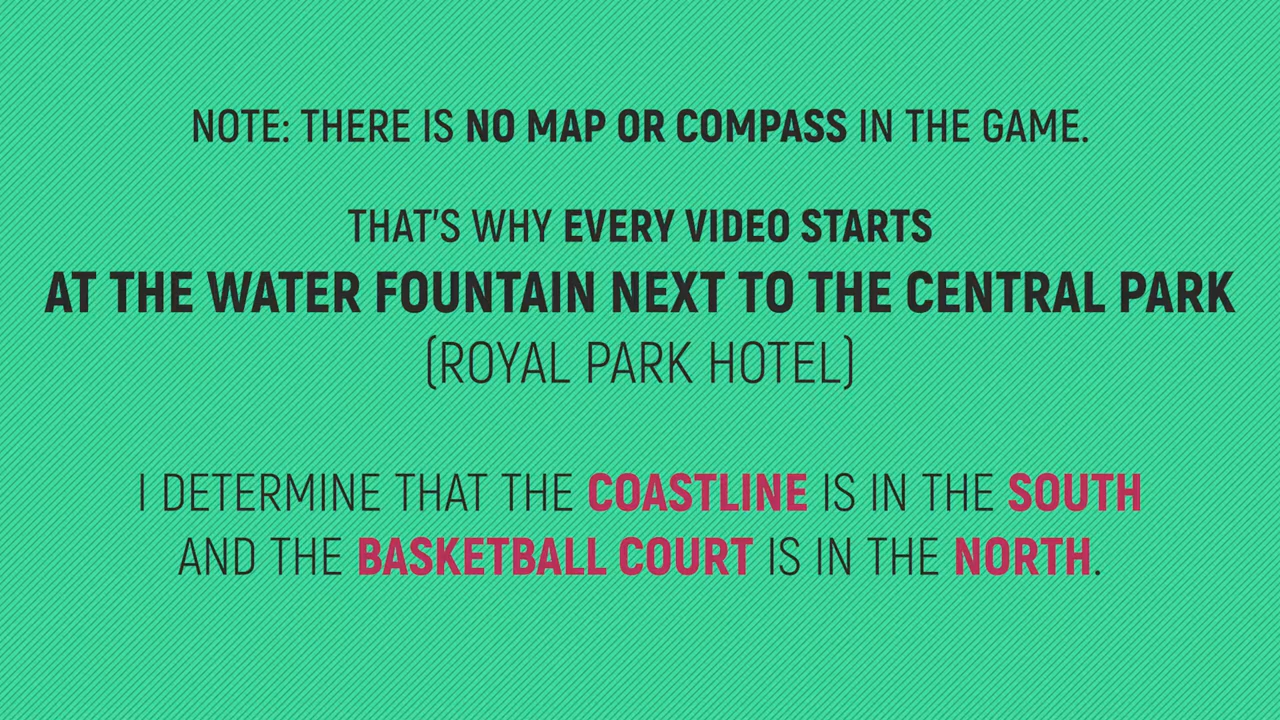 NOTE: THERE IS NO MAP OR COMPASS IN THE GAME.
THAT'S WHY EVERY VIDEO STARTS
AT THE WATER FOUNTAIN NEXT TO THE CENTRAL PARK
(ROYAL PARK HOTEL)
I DETERMINE THAT THE COASTLINE IS IN THE SOUTH
AND THE BASKETBALL COURT IS IN THE NORTH.